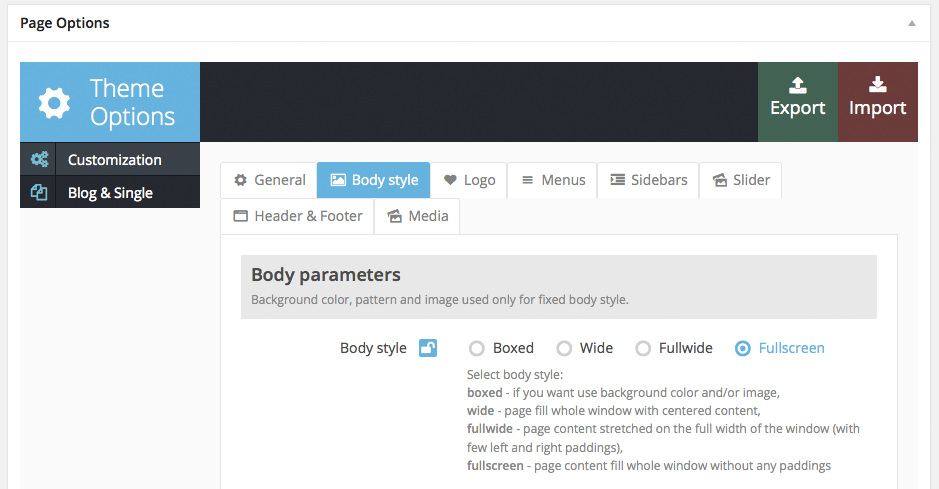 Page Options
Theme
Options
Export
Import
Customization
Blog & Single
General
Body style
Logo
Menus
Sidebars
Slider
Header & Footer
Media
Body parameters
Background color, pattern and image used only for fixed body style.
Body style
Boxed
Wide
Fullwide
Fullscreen
Select body style:
boxed - if you want use background color and/or image,
wide - page fill whole window with centered content,
fullwide - page content stretched on the full width of the window (with
few left and right paddings),
fullscreen - page content fill whole window without any paddings